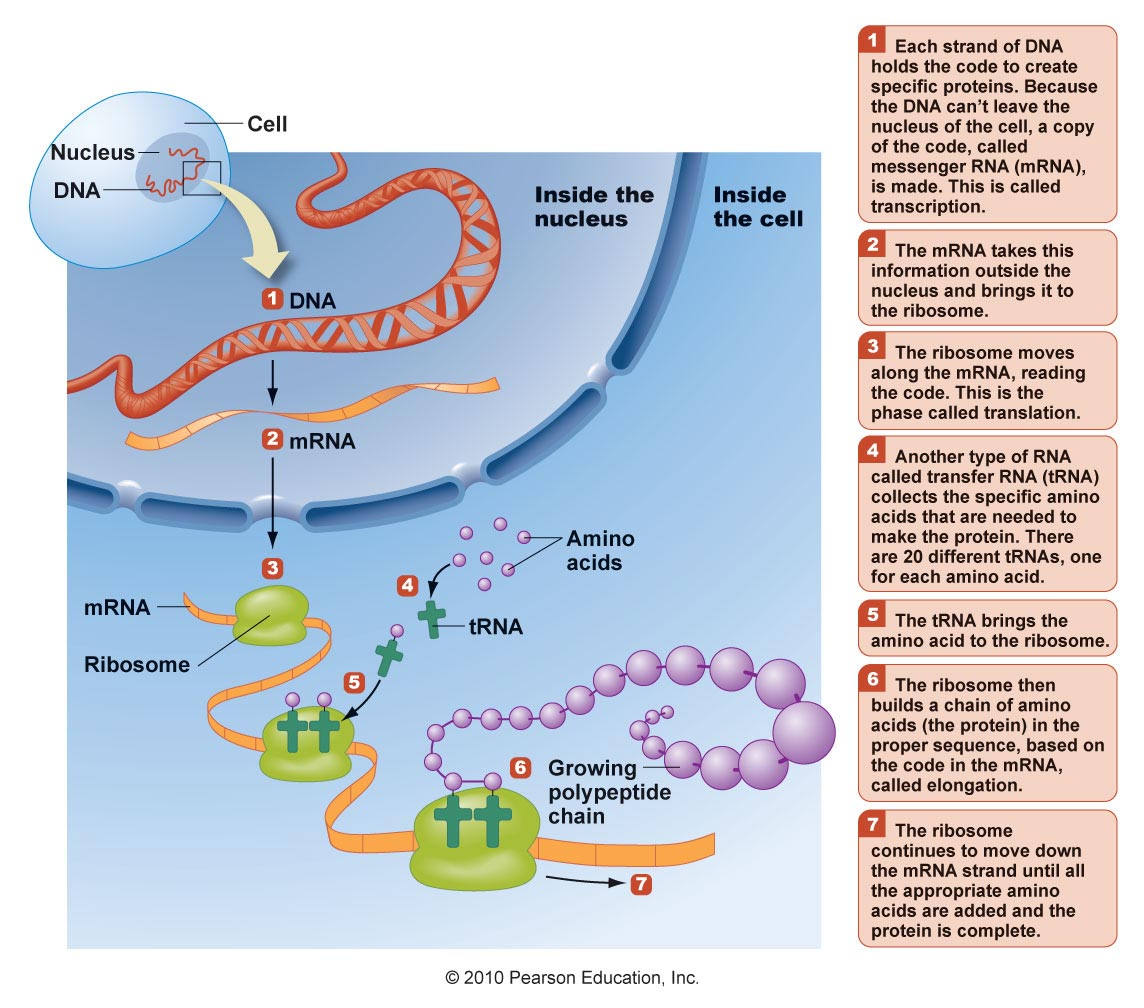 Cell
Nucleus
DNA
Inside the
nucleus
Inside
the cell
1 DNA
2 mRNA
3
mRNA
Ribosome
Amino
acids
4
tRNA
5
6
Growing
polypeptide
chain
7
1 Each strand of DNA
holds the code to create
specific proteins. Because
the DNA can't leave the
nucleus of the cell, a copy
of the code, called
messenger RNA (mRNA),
is made. This is called
transcription.
2 The mRNA takes this
information outside the
nucleus and brings it to
the ribosome.
3 The ribosome moves
along the mRNA, reading
the code. This is the
phase called translation.
4 Another type of RNA
called transfer RNA (tRNA)
collects the specific amino
acids that are needed to
make the protein. There
are 20 different tRNAs, one
for each amino acid.
5 The tRNA brings the
amino acid to the ribosome.
6 The ribosome then
builds a chain of amino
acids (the protein) in the
proper sequence, based on
the code in the mRNA,
called elongation.
7 The ribosome
continues to move down
the mRNA strand until all
the appropriate amino
acids are added and the
protein is complete.
© 2010 Pearson Education, Inc.